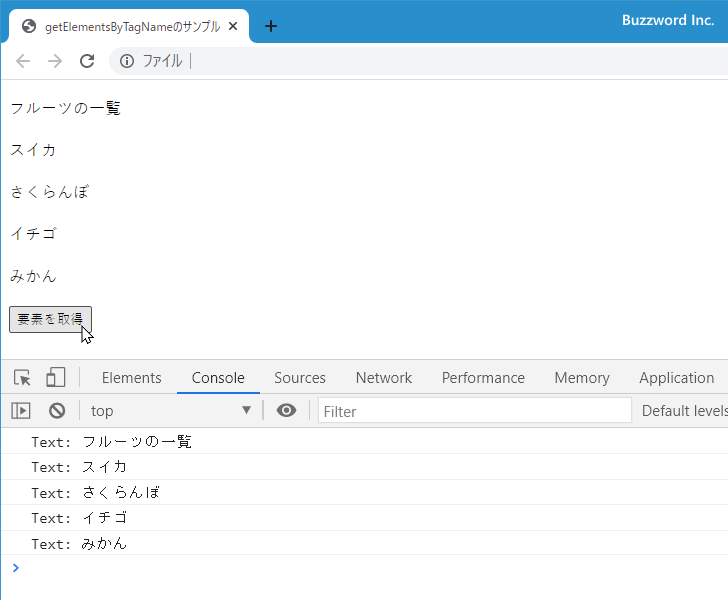 getElementsByTagNameのサンプル
Buzzword Inc.
ファイル
フルーツの一覧
スイカ
さくらんぼ
イチゴ
みかん
要素を取得
Elements Console Sources Network Performance Memory Application
top Filter Default levels
Text: フルーツの一覧
Text: スイカ
Text: さくらんぼ
Text: イチゴ
Text: みかん